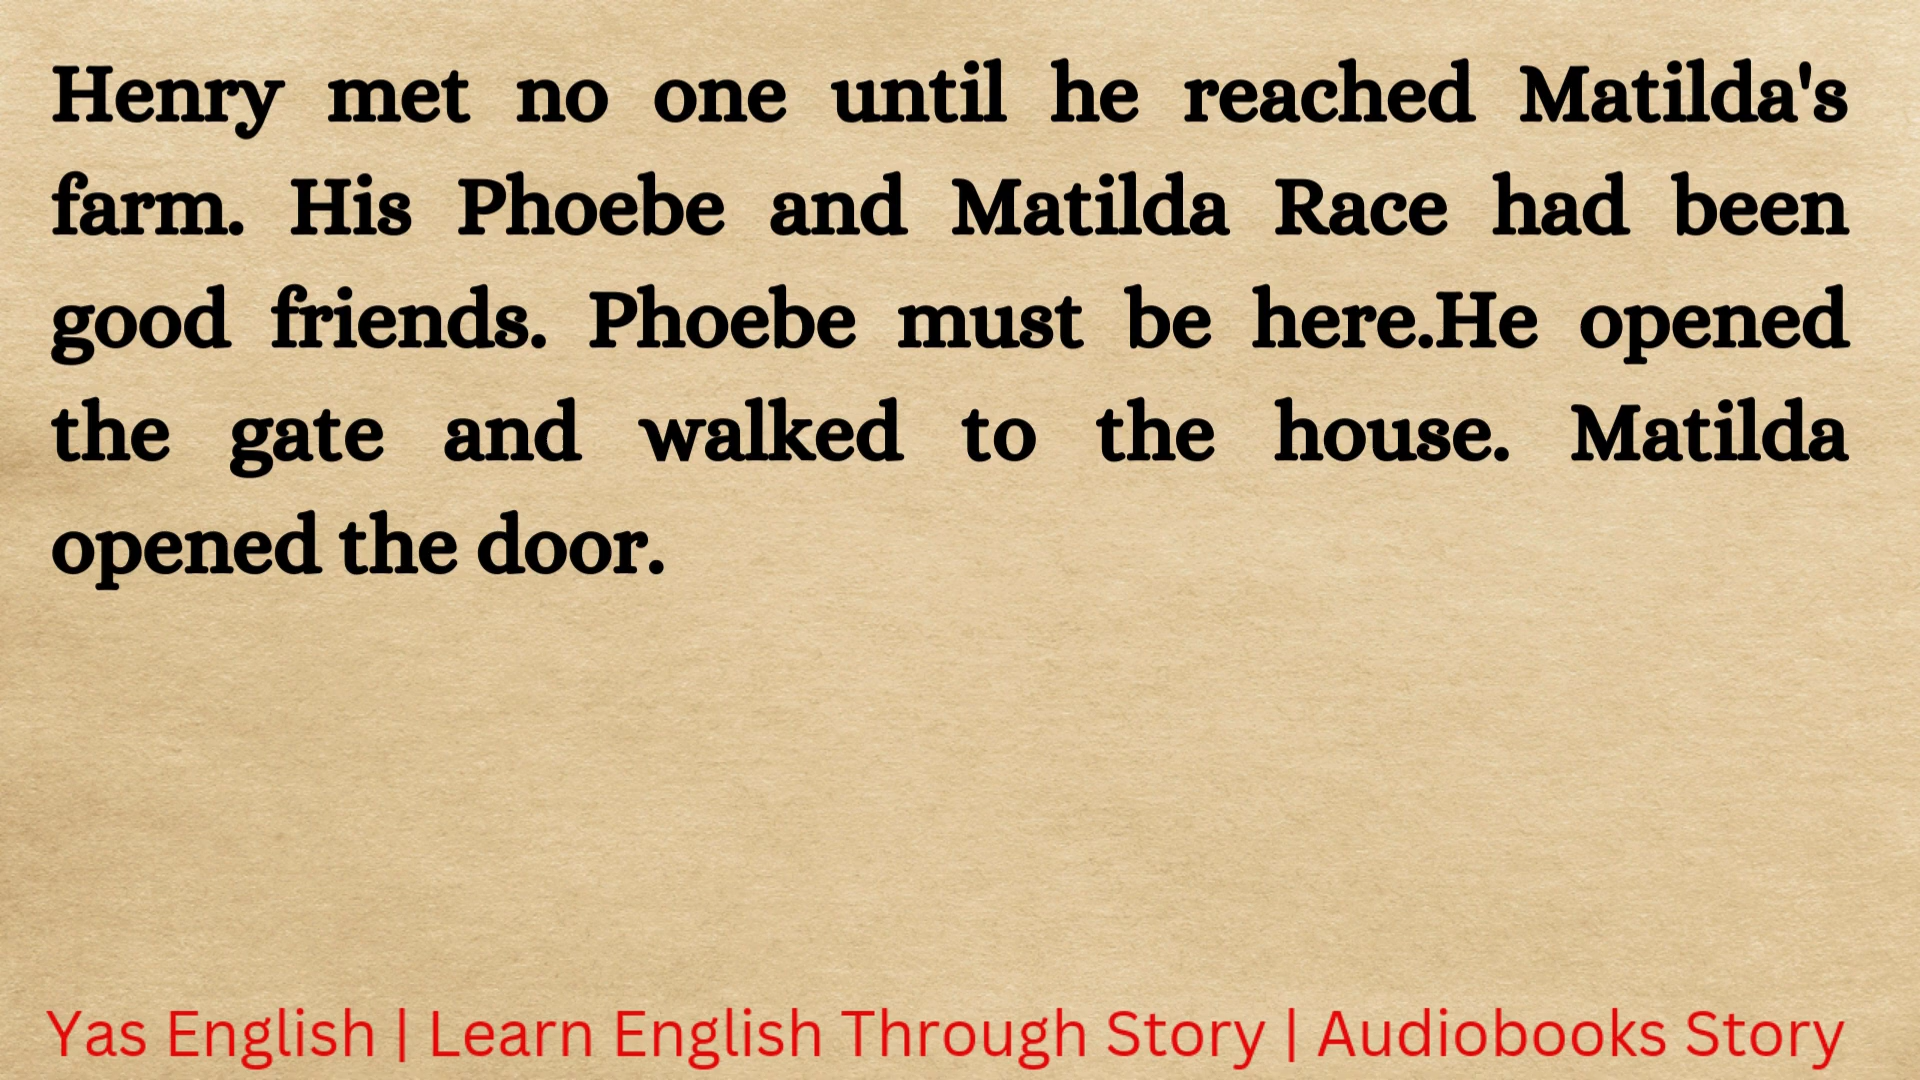 Henry met no one until he reached Matilda's
farm. His Phoebe and Matilda Race had been
good friends. Phoebe must be here.He opened
the gate and walked to the house. Matilda
opened the door.
Yas English | Learn English Through Story | Audiobooks Story